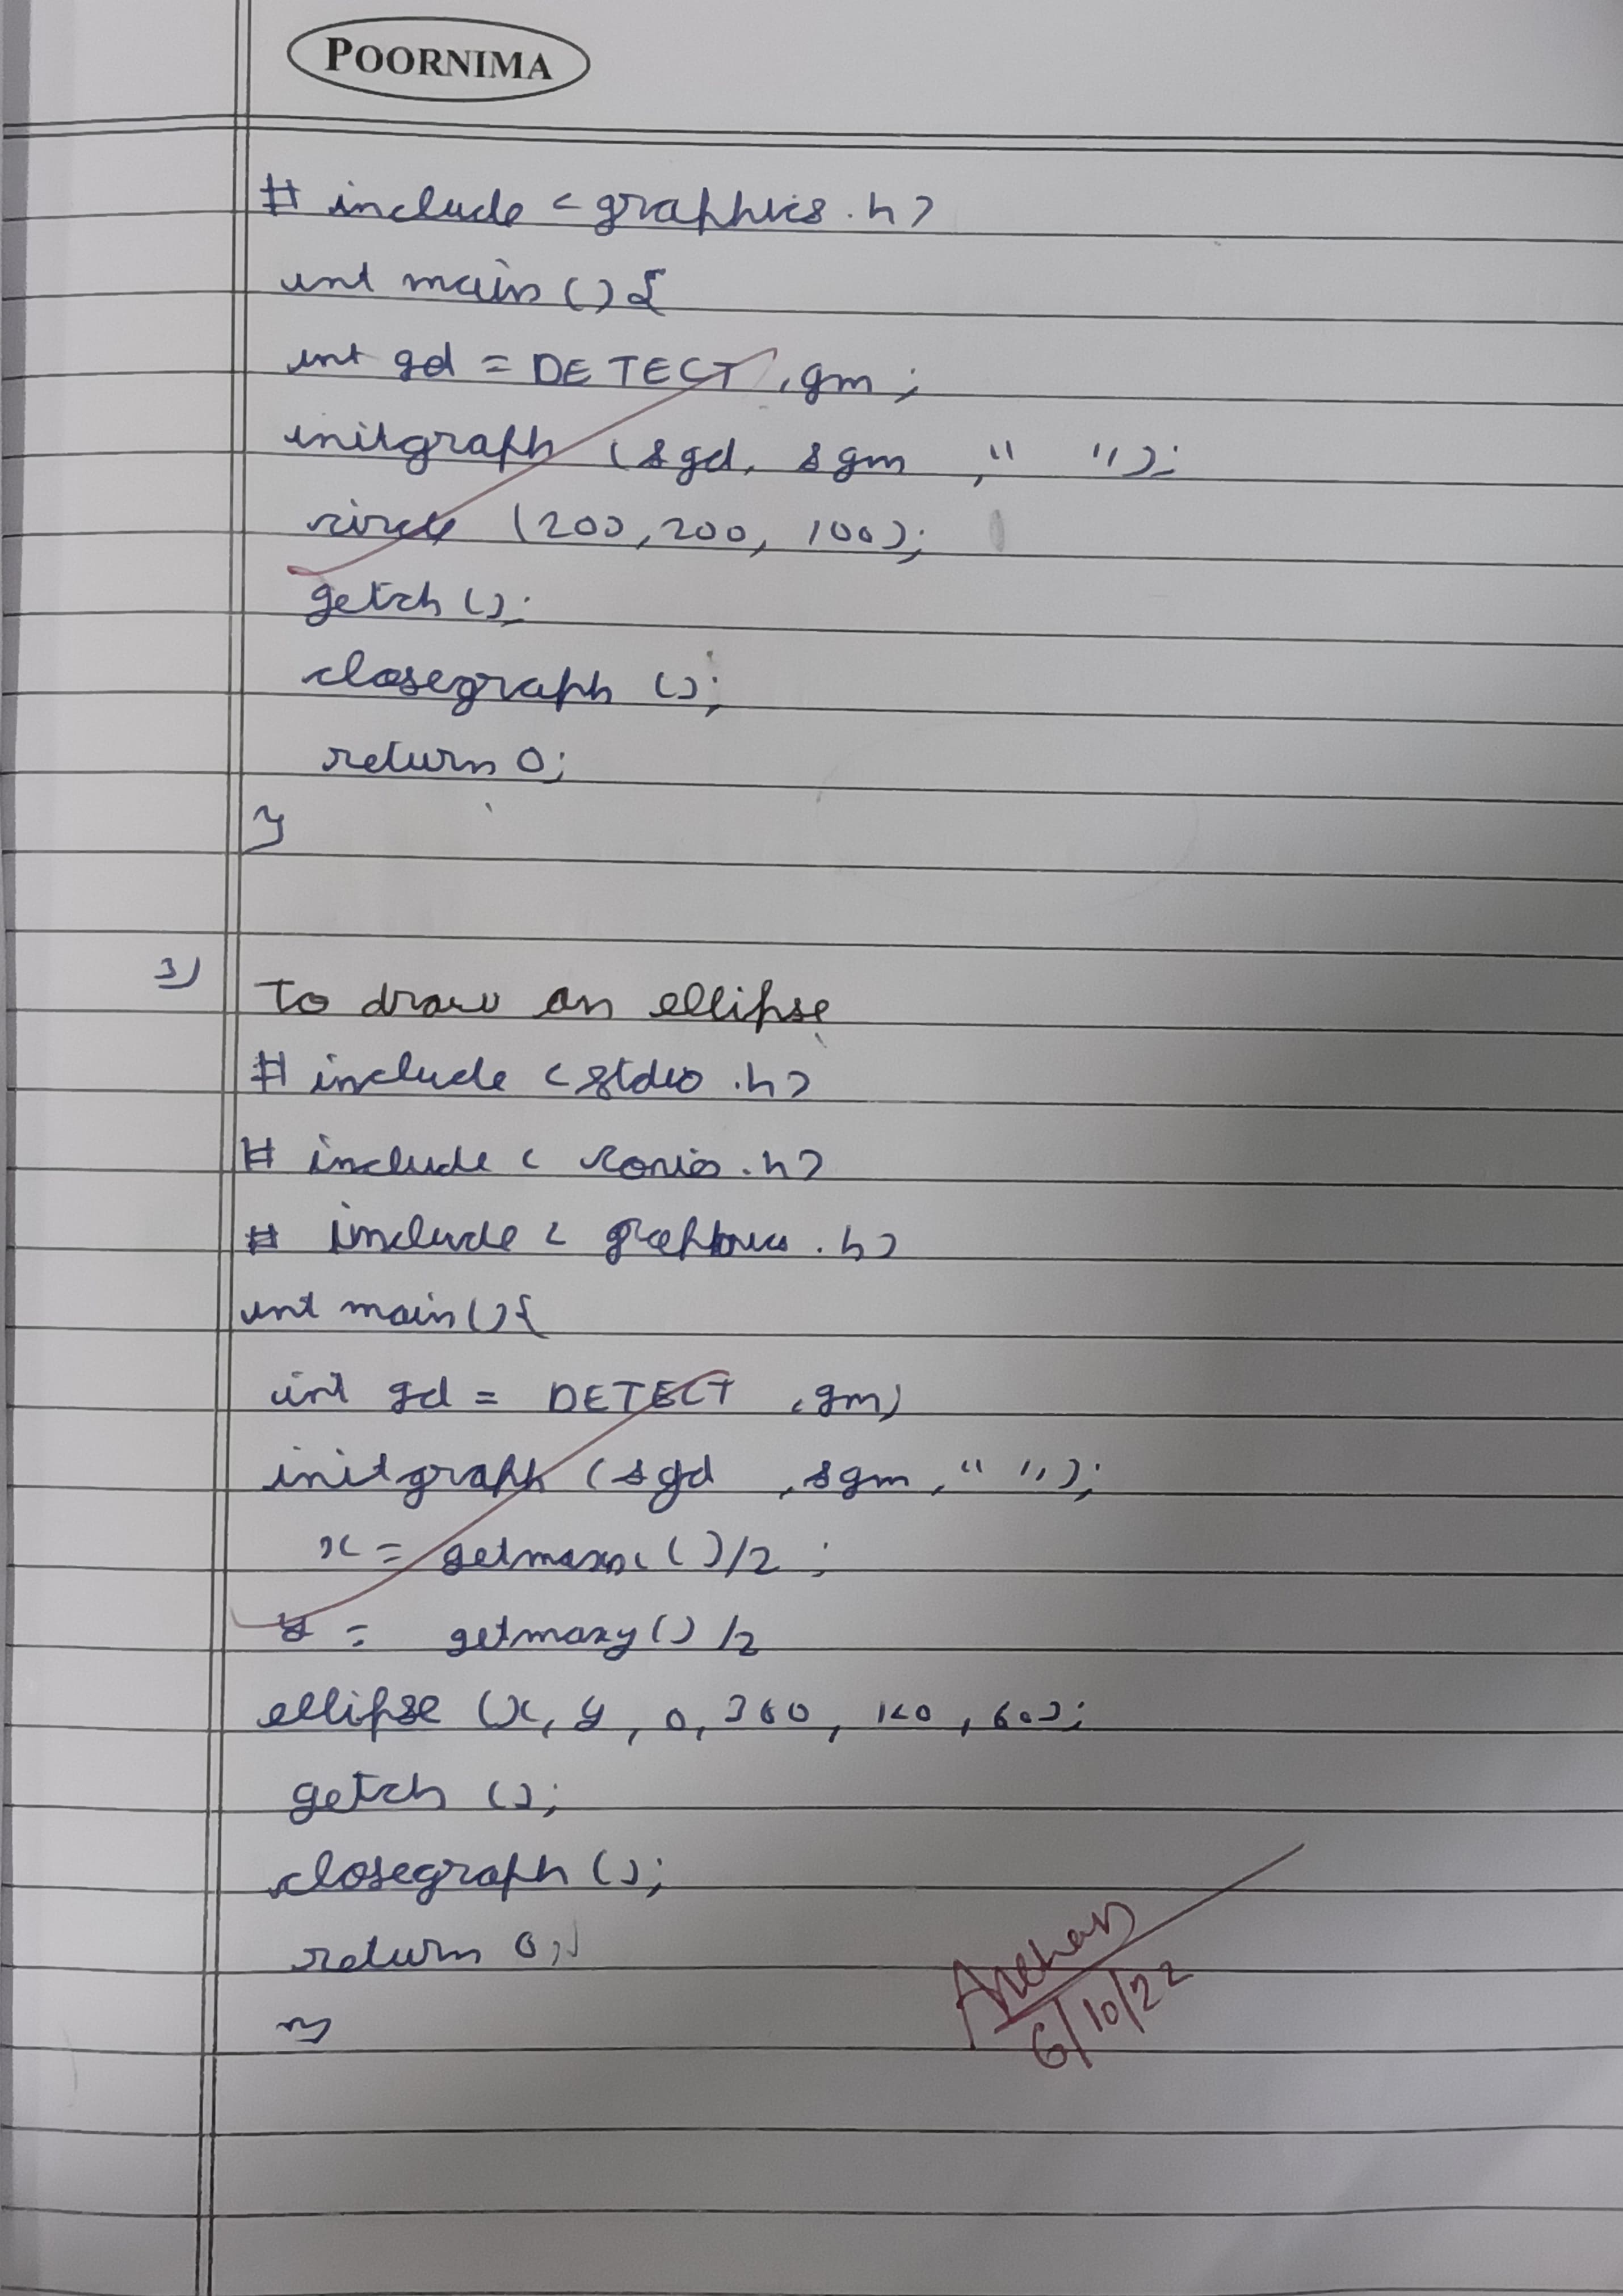 POORNIMA
# include <graphics.h>
int main () {
int gd = DETECT , gm ;
initgraph (&gd, &gm , " ");
circle (200, 200, 100);
getch ();
closegraph ();
return 0;
}
3) To draw an ellipse
# include <stdio.h>
# include < conio.h>
# include < graphics.h>
int main () {
int gd = DETECT , gm)
initgraph (&gd , &gm , " ");
x = getmaxx ()/2 ;
y = getmaxy () /2
ellipse (x, y, 0, 360, 120, 60);
getch ();
closegraph ();
return 0;
}
6/10/22